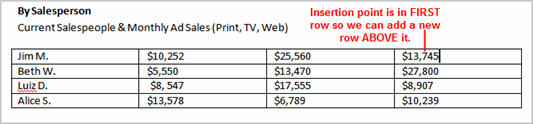 By Salesperson
Current Salespeople & Monthly Ad Sales (Print, TV, Web)
Insertion point is in FIRST
row so we can add a new
row ABOVE it.
Jim M. $10,252 $25,560 $13,745
Beth W. $5,550 $13,470 $27,800
Luiz D. $8, 547 $17,555 $8,907
Alice S. $13,578 $6,789 $10,239